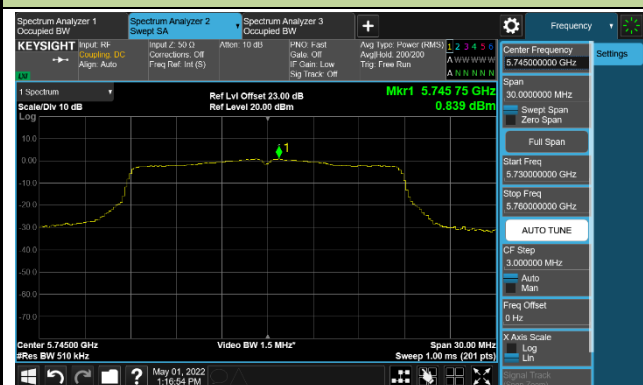 Spectrum Analyzer 1
Occupied BW
Spectrum Analyzer 2
Swept SA
Spectrum Analyzer 3
Occupied BW
+
Frequency
KEYSIGHT
Input: RF
Coupling: DC
Align: Auto
Input Z: 50 Ω
Corrections: Off
Freq Ref: Int (S)
Atten: 10 dB
PNO: Fast
Gate: Off
IF Gain: Low
Sig Track: Off
Avg Type: Power (RMS)
Avg|Hold: 200/200
Trig: Free Run
1 2 3 4 5 6
A W W W W W
A N N N N N
LXI
1 Spectrum
Scale/Div 10 dB
Log
Ref Lvl Offset 23.00 dB
Ref Level 20.00 dBm
Mkr1 5.745 75 GHz
0.839 dBm
10.0
0.00
-10.0
-20.0
-30.0
-40.0
-50.0
-60.0
-70.0
1
Center 5.74500 GHz
#Res BW 510 kHz
Video BW 1.5 MHz*
Span 30.00 MHz
Sweep 1.00 ms (201 pts)
May 01, 2022
1:16:54 PM
?
Center Frequency
5.745000000 GHz
Settings
Span
30.0000000 MHz
Swept Span
Zero Span
Full Span
Start Freq
5.730000000 GHz
Stop Freq
5.760000000 GHz
AUTO TUNE
CF Step
3.000000 MHz
Auto
Man
Freq Offset
0 Hz
X Axis Scale
Log
Lin
Signal Track